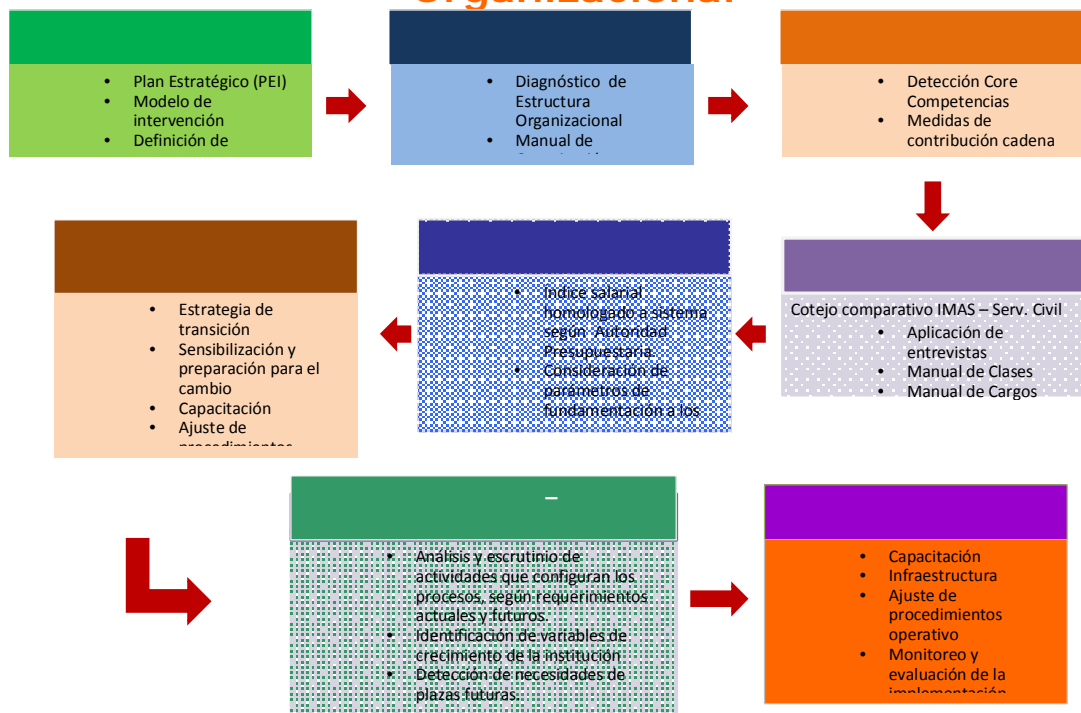 Organizacional
• Plan Estratégico (PEI)
• Modelo de
intervención
• Definición de
• Diagnóstico de
Estructura
Organizacional
• Manual de
• Detección Core
Competencias
• Medidas de
contribución cadena
Cotejo comparativo IMAS – Serv. Civil
• Aplicación de
entrevistas
• Manual de Clases
• Manual de Cargos
• Indice salarial
homologado a sistema
según Autoridad
Presupuestaria.
• Consideración de
parámetros de
fundamentación a los
• Estrategia de
transición
• Sensibilización y
preparación para el
cambio
• Capacitación
• Ajuste de
procedimientos
–
• Análisis y escrutinio de
actividades que configuran los
procesos, según requerimientos
actuales y futuros.
• Identificación de variables de
crecimiento de la institución
• Detección de necesidades de
plazas futuras.
• Capacitación
• Infraestructura
• Ajuste de
procedimientos
operativo
• Monitoreo y
evaluación de la
implementación